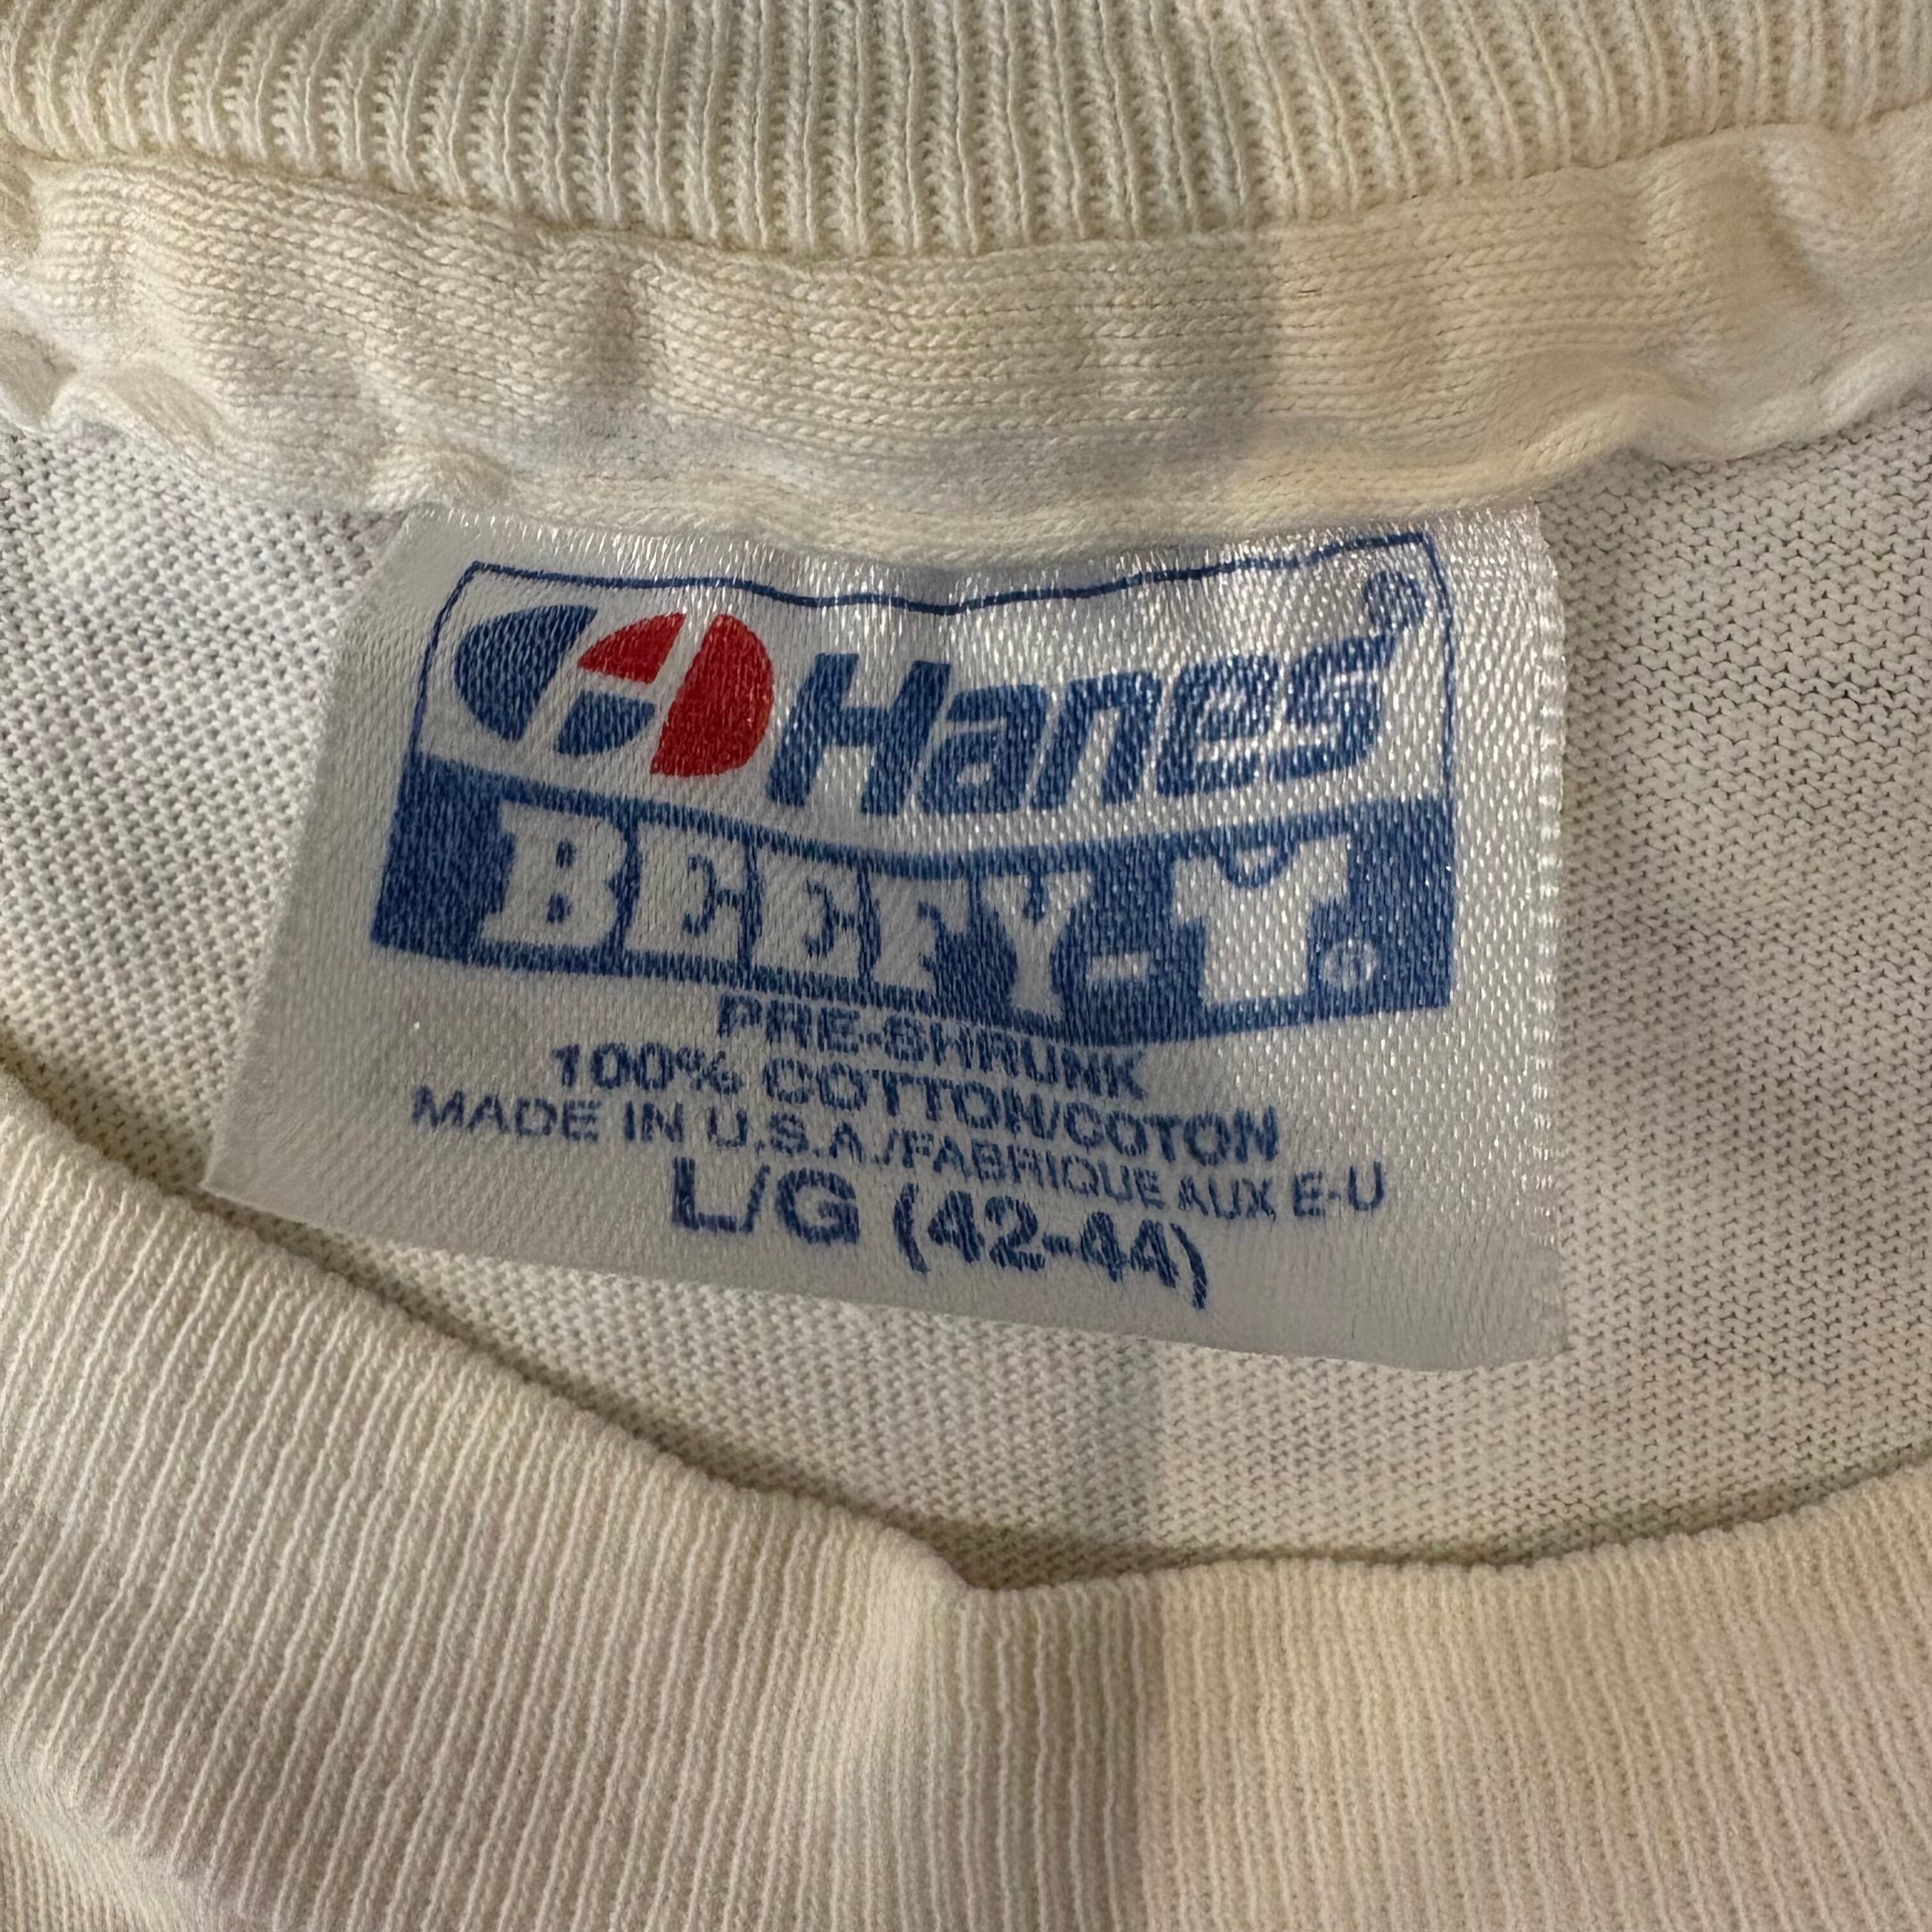 Hanes®
BEEFY-T®
PRE-SHRUNK
100% COTTON/COTON
MADE IN U.S.A./FABRIQUE AUX E-U
L/G (42-44)